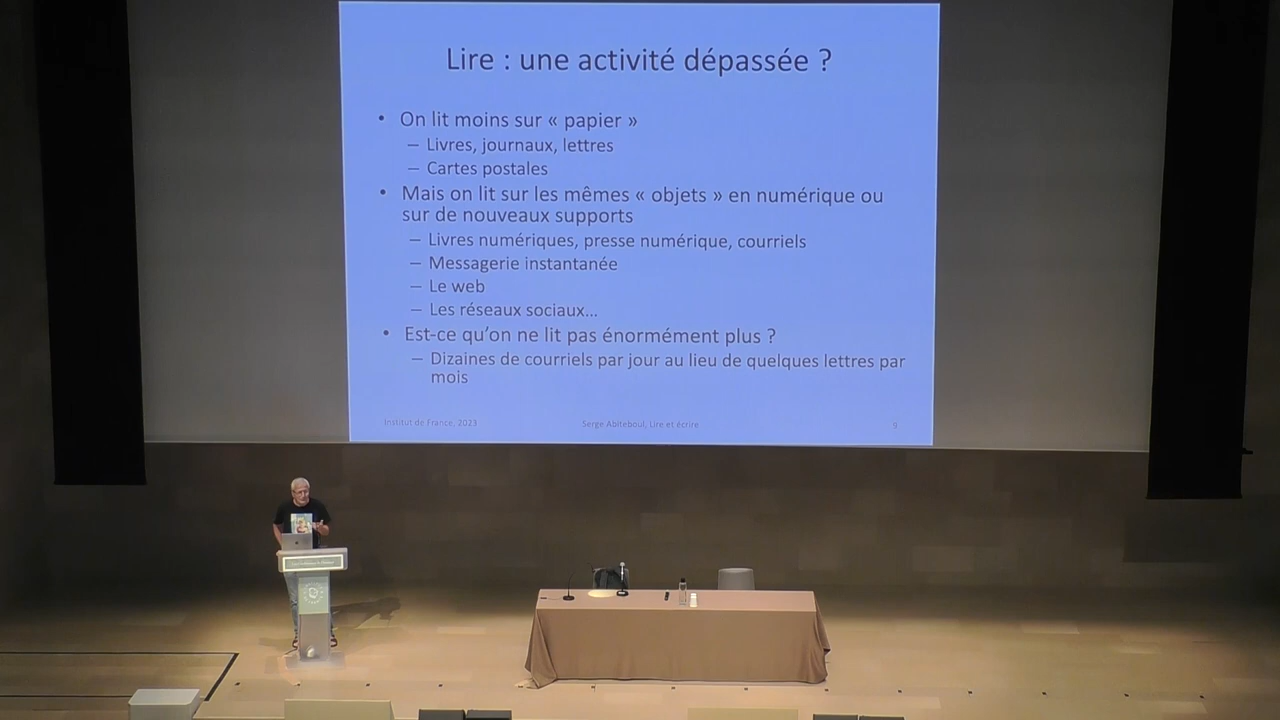 Lire : une activité dépassée ?
• On lit moins sur « papier »
– Livres, journaux, lettres
– Cartes postales
• Mais on lit sur les mêmes « objets » en numérique ou
sur de nouveaux supports
– Livres numériques, presse numérique, courriels
– Messagerie instantanée
– Le web
– Les réseaux sociaux…
• Est-ce qu'on ne lit pas énormément plus ?
– Dizaines de courriels par jour au lieu de quelques lettres par
mois
Institut de France, 2023
Serge Abiteboul, Lire et écrire
9